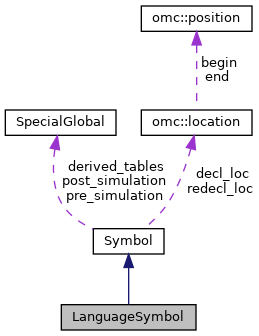 omc::position
begin
end
SpecialGlobal
omc::location
derived_tables
post_simulation
pre_simulation
decl_loc
redecl_loc
Symbol
LanguageSymbol